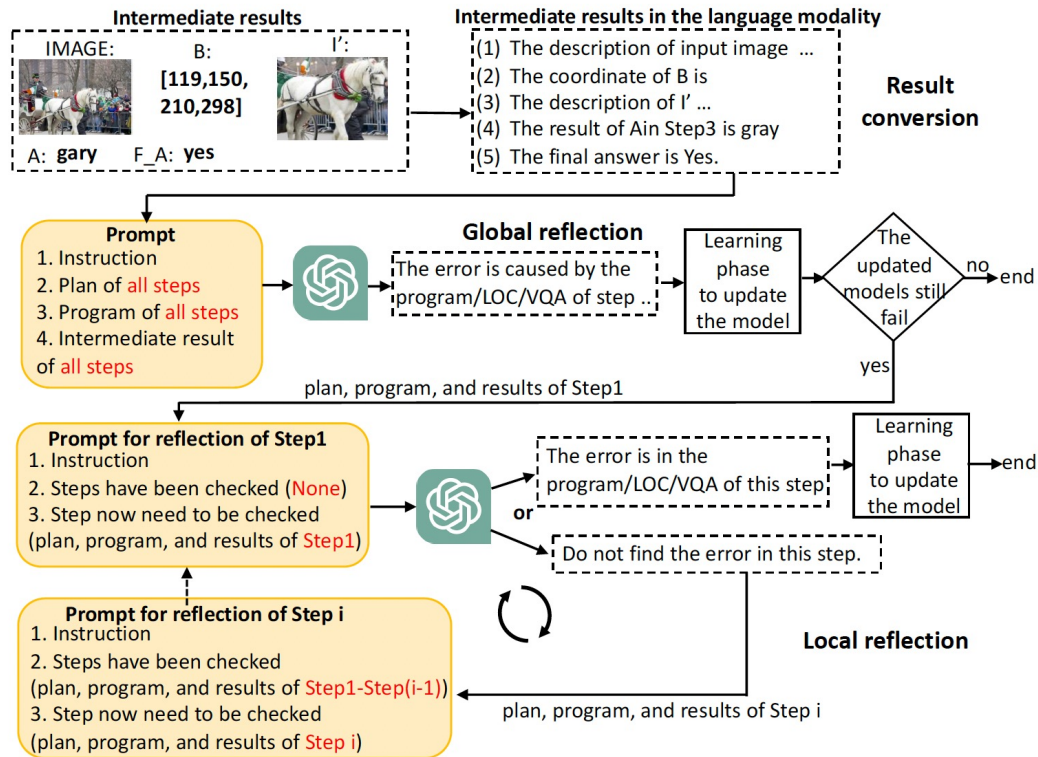 Intermediate results
IMAGE:
B:
[119,150,
210,298]
I’:
A: gary
F_A: yes
Intermediate results in the language modality
(1) The description of input image …
(2) The coordinate of B is
(3) The description of I’ …
(4) The result of Ain Step3 is gray
(5) The final answer is Yes.
Result
conversion
Prompt
1. Instruction
2. Plan of all steps
3. Program of all steps
4. Intermediate result
of all steps
Global reflection
The error is caused by the
program/LOC/VQA of step ..
Learning
phase
to update
the model
The
updated
models still
fail
no
end
yes
plan, program, and results of Step1
Prompt for reflection of Step1
1. Instruction
2. Steps have been checked (None)
3. Step now need to be checked
(plan, program, and results of Step1)
or
The error is in the
program/LOC/VQA of this step
Learning
phase
to update
the model
end
Do not find the error in this step.
Prompt for reflection of Step i
1. Instruction
2. Steps have been checked
(plan, program, and results of Step1-Step(i-1))
3. Step now need to be checked
(plan, program, and results of Step i)
plan, program, and results of Step i
Local reflection